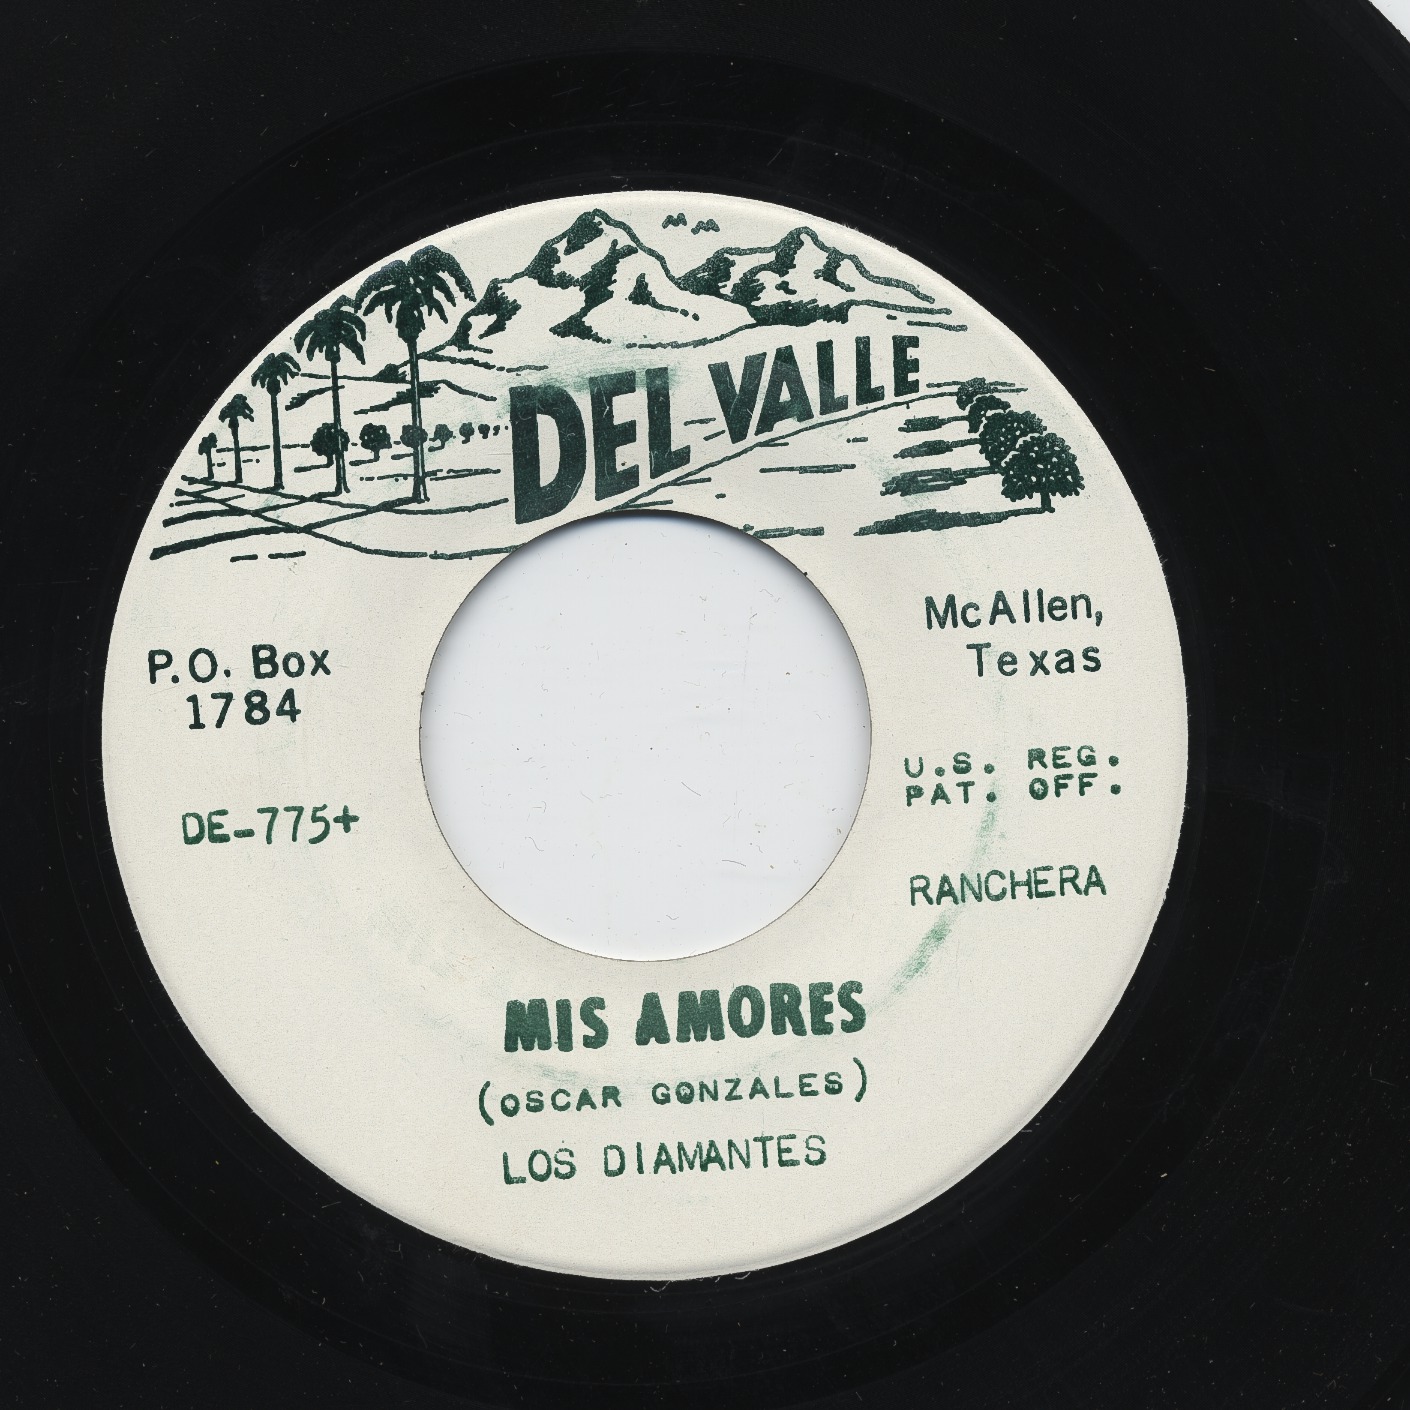 DEL VALLE
McAllen,
Texas
P.O. Box
1784
U.S. REG.
PAT. OFF.
DE-775+
RANCHERA
MIS AMORES
(OSCAR GONZALES)
LOS DIAMANTES